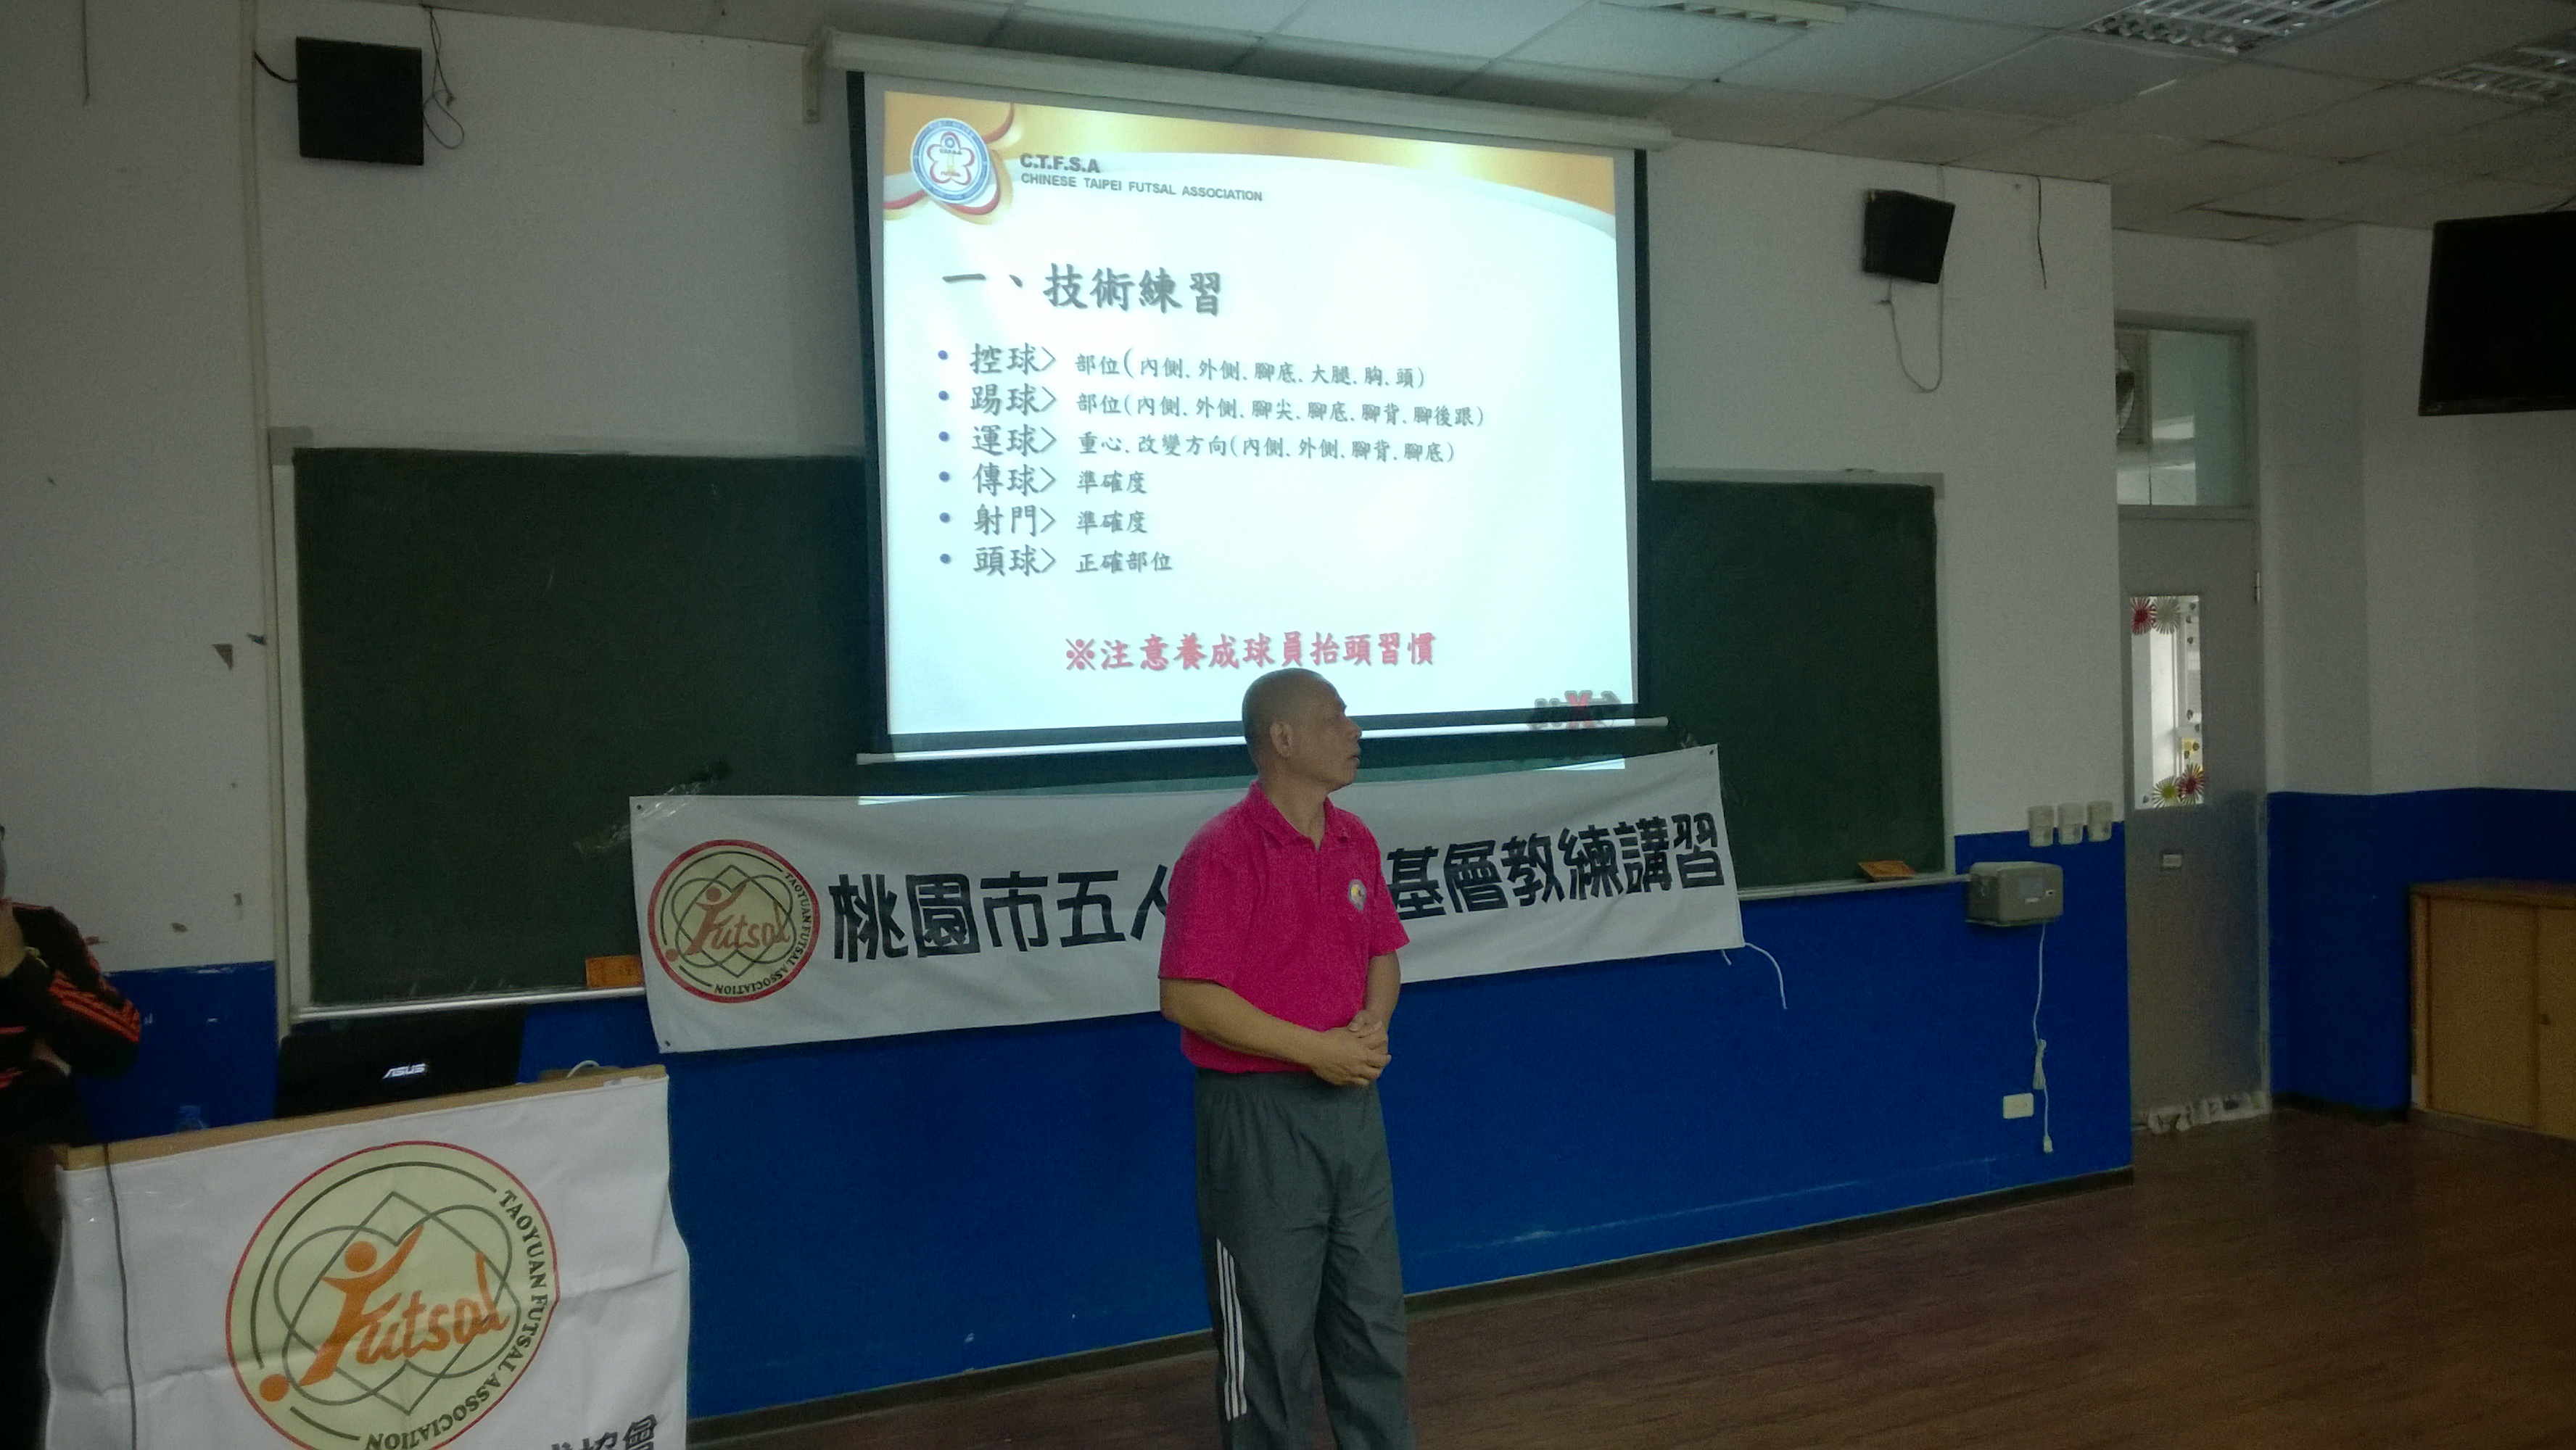 C.T.F.S.A
CHINESE TAIPEI FUTSAL ASSOCIATION
一、技術練習
• 控球> 部位(內側.外側.腳底.大腿.胸.頭)
• 踢球> 部位(內側.外側.腳尖.腳底.腳背.腳後跟)
• 運球> 重心.改變方向(內側.外側.腳背.腳底)
• 傳球> 準確度
• 射門> 準確度
• 頭球> 正確部位
※注意養成球員抬頭習慣
Futsal
TAOYUAN FUTSAL ASSOCIATION
桃園市五人 基層教練講習
ASUS
Futsal
TAOYUAN FUTSAL ASSOCIATION
協會